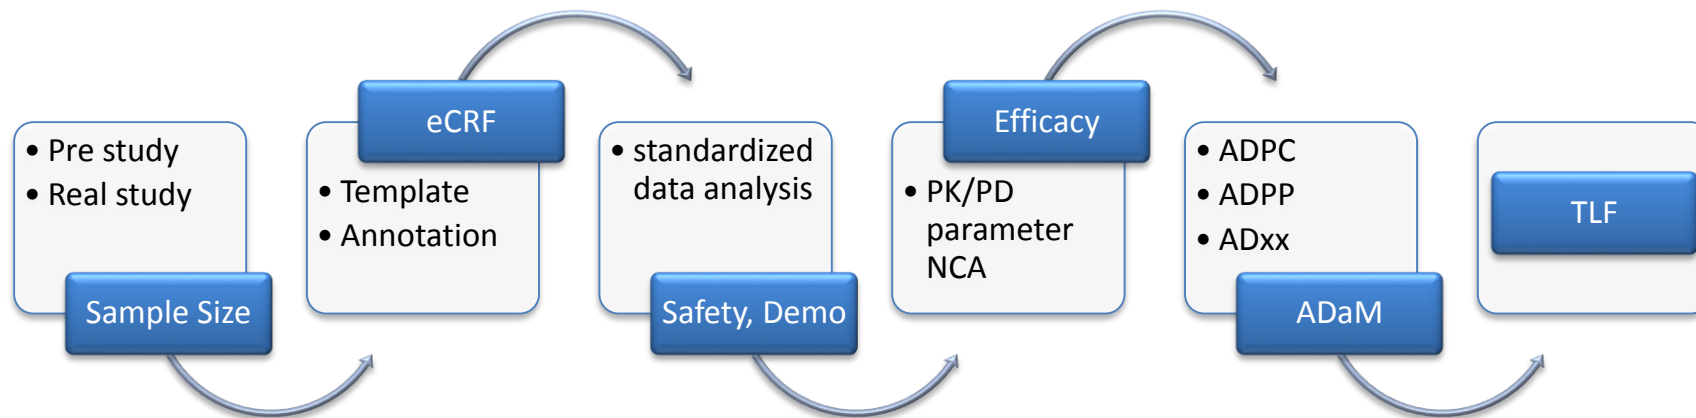 • Pre study
• Real study
Sample Size
eCRF
• Template
• Annotation
• standardized
data analysis
Safety, Demo
Efficacy
• PK/PD
parameter
NCA
• ADPC
• ADPP
• ADxx
ADaM
TLF